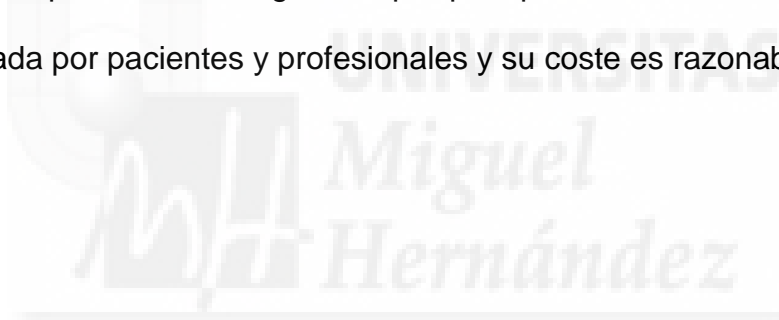 ada por pacientes y profesionales y su coste es razonab
UNIVERSITAS
Miguel
Hernández